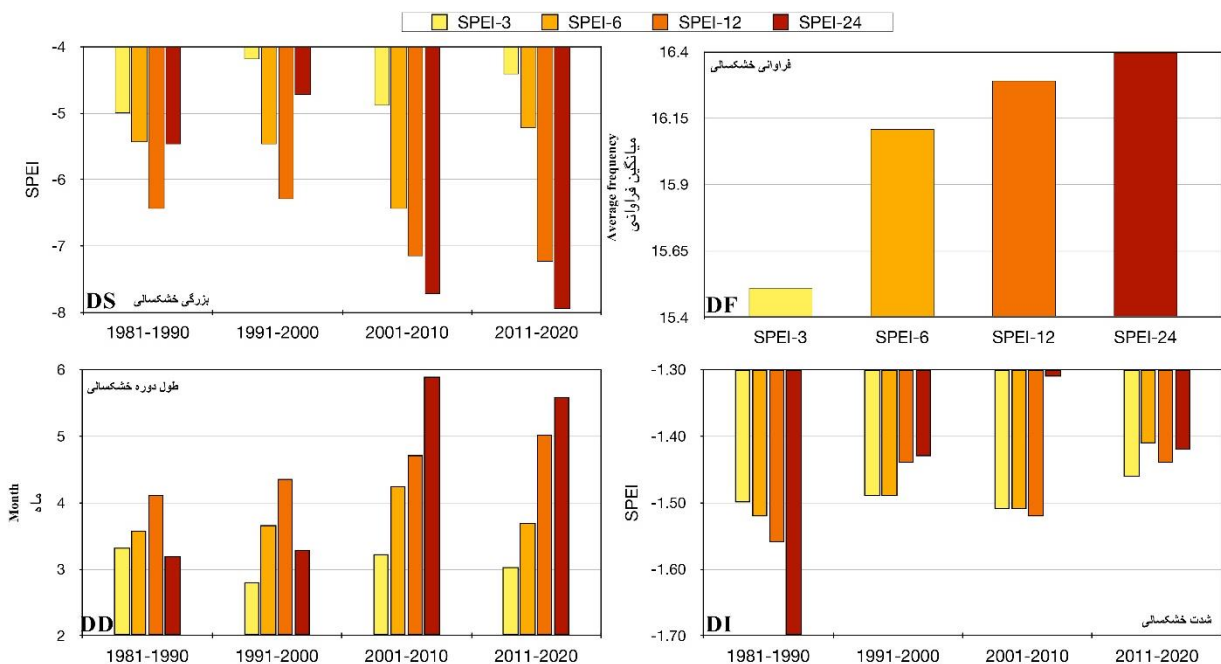 SPEI-3 SPEI-6 SPEI-12 SPEI-24
-4
-5
-6
-7
-8
SPEI
DS بزرگی خشکسالی
1981-1990 1991-2000 2001-2010 2011-2020
فراوانی خشکسالی
16.4
16.15
15.9
15.65
15.4
Average frequency
میانگین فراوانی
DF
SPEI-3 SPEI-6 SPEI-12 SPEI-24
طول دوره خشکسالی
6
5
4
3
2
Month
ماه
DD
1981-1990 1991-2000 2001-2010 2011-2020
-1.30
-1.40
-1.50
-1.60
-1.70
SPEI
DI شدت خشکسالی
1981-1990 1991-2000 2001-2010 2011-2020